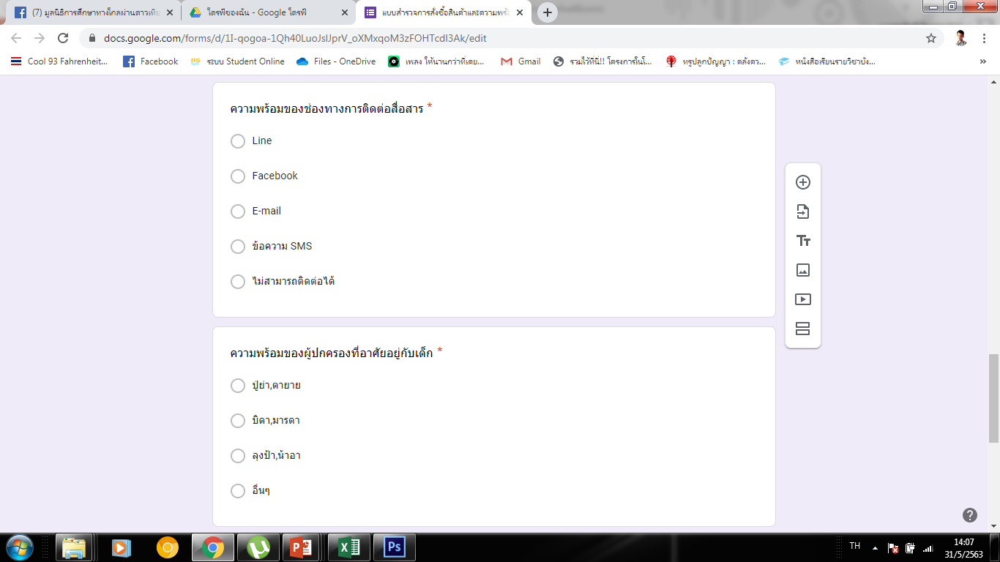 (7) มูลนิธิการศึกษาทางไกลผ่านดาวเทีย
ไดรฟ์ของฉัน - Google ไดรฟ์
แบบสำรวจการสั่งซื้อสินค้าและความพร้อ
docs.google.com/forms/d/1I-qogoa-1Qh40LuoJslJprV_oXMxqoM3zFOHTcdI3Ak/edit
Cool 93 Fahrenheit...
Facebook
ระบบ Student Online
Files - OneDrive
เพลง ให้นานกว่าที่เคย...
Gmail
รวมไว้ที่นี่!! โครงการในโ...
ทรูปลูกปัญญา : คลังคว...
หนังสือเรียนรายวิชาบัง...
»
ความพร้อมของช่องทางการติดต่อสื่อสาร *
Line
Facebook
E-mail
ข้อความ SMS
ไม่สามารถติดต่อได้
ความพร้อมของผู้ปกครองที่อาศัยอยู่กับเด็ก *
ปู่ย่า,ตายาย
บิดา,มารดา
ลุงป้า,น้าอา
อื่นๆ
TH
14:07
31/5/2563